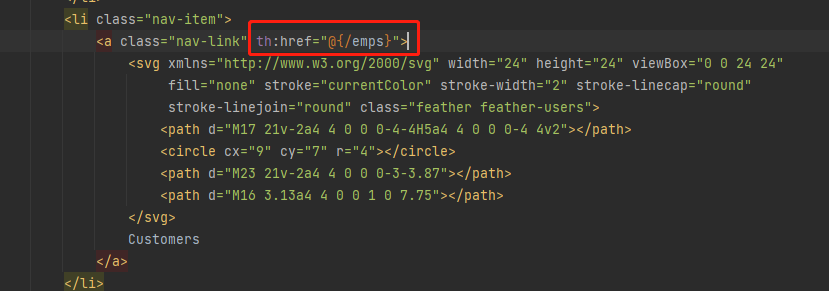 </li>
<li class="nav-item">
<a class="nav-link" th:href="@{/emps}">
<svg xmlns="http://www.w3.org/2000/svg" width="24" height="24" viewBox="0 0 24 24"
fill="none" stroke="currentColor" stroke-width="2" stroke-linecap="round"
stroke-linejoin="round" class="feather feather-users">
<path d="M17 21v-2a4 4 0 0 0-4-4H5a4 4 0 0 0-4 4v2"></path>
<circle cx="9" cy="7" r="4"></circle>
<path d="M23 21v-2a4 4 0 0 0-3-3.87"></path>
<path d="M16 3.13a4 4 0 0 1 0 7.75"></path>
</svg>
Customers
</a>
</li>